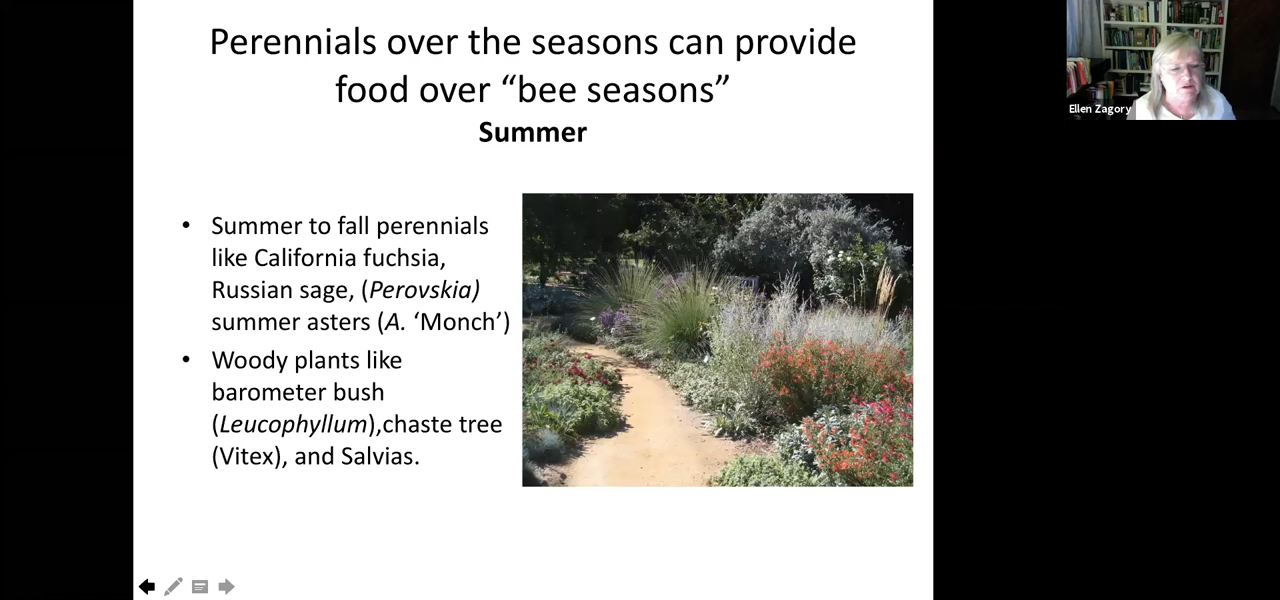 Perennials over the seasons can provide
food over “bee seasons”
Summer
• Summer to fall perennials
like California fuchsia,
Russian sage, (Perovskia)
summer asters (A. ‘Monch’)
• Woody plants like
barometer bush
(Leucophyllum),chaste tree
(Vitex), and Salvias.
Ellen Zagory